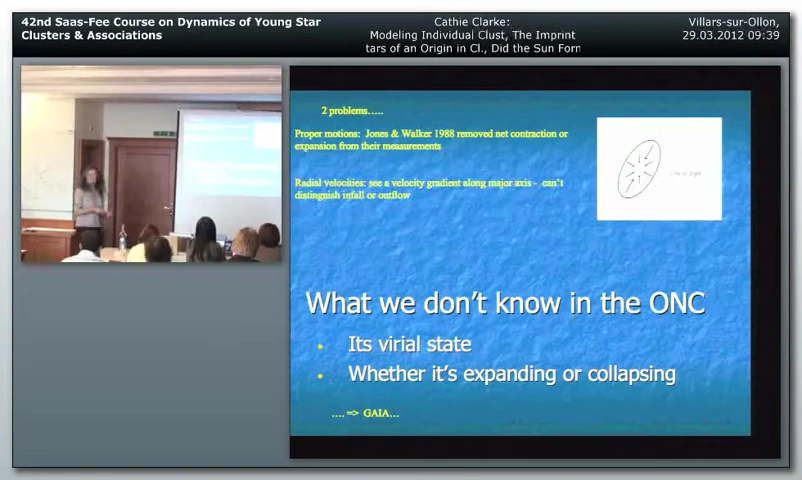 42nd Saas-Fee Course on Dynamics of Young Star
Clusters & Associations
Cathie Clarke:
Modeling Individual Clust, The Imprint
tars of an Origin in Cl., Did the Sun Forn
Villars-sur-Ollon,
29.03.2012 09:39
2 problems.....
Proper motions: Jones & Walker 1988 removed net contraction or
expansion from their measurements
Radial velocities: see a velocity gradient along major axis - can't
distinguish infall or outflow
What we don't know in the ONC
• Its virial state
• Whether it's expanding or collapsing
.... => GAIA...